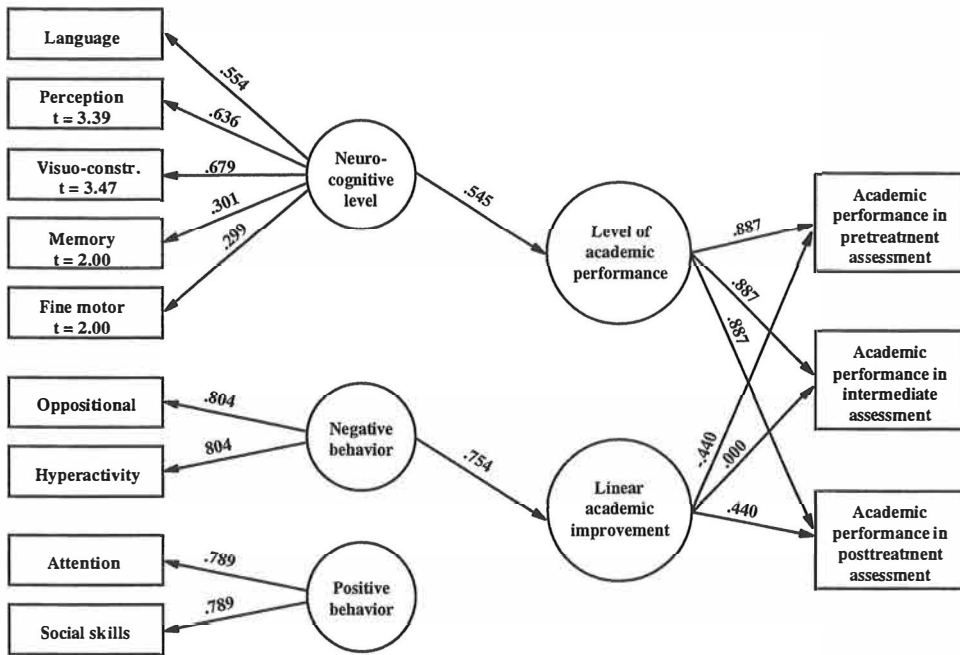 Language
Perception
t = 3.39
Visuo-constr.
t = 3.47
Memory
t = 2.00
Fine motor
t = 2.00
Oppositional
Hyperactivity
Attention
Social skills
.554
.636
.679
.301
.299
.804
804
.789
.789
Neuro-
cognitive
level
Negative
behavior
Positive
behavior
.545
.754
Level of
academic
performance
Linear
academic
improvement
.887
.887
.887
-.440
.000
.440
Academic
performance in
pretreatment
assessment
Academic
performance in
intermediate
assessment
Academic
performance in
posttreatment
assessment